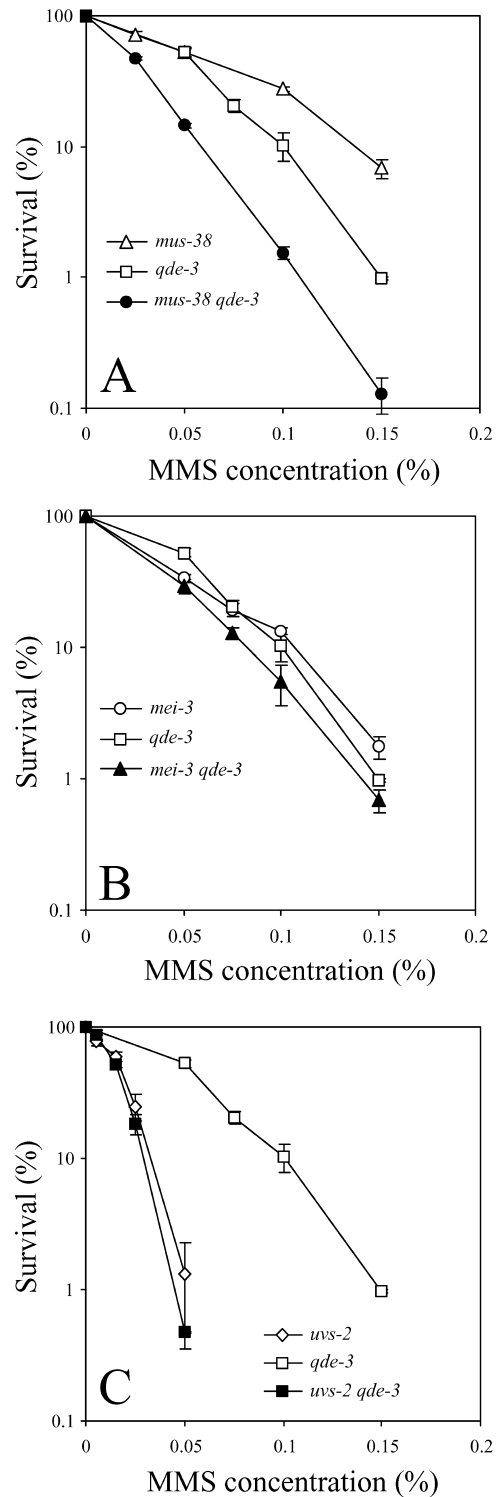 100
10
1
0.1
Survival (%)
mus-38
qde-3
mus-38 qde-3
A
0 0.05 0.1 0.15 0.2
MMS concentration (%)
100
10
1
0.1
Survival (%)
mei-3
qde-3
mei-3 qde-3
B
0 0.05 0.1 0.15 0.2
MMS concentration (%)
100
10
1
0.1
Survival (%)
uvs-2
qde-3
uvs-2 qde-3
C
0 0.05 0.1 0.15 0.2
MMS concentration (%)